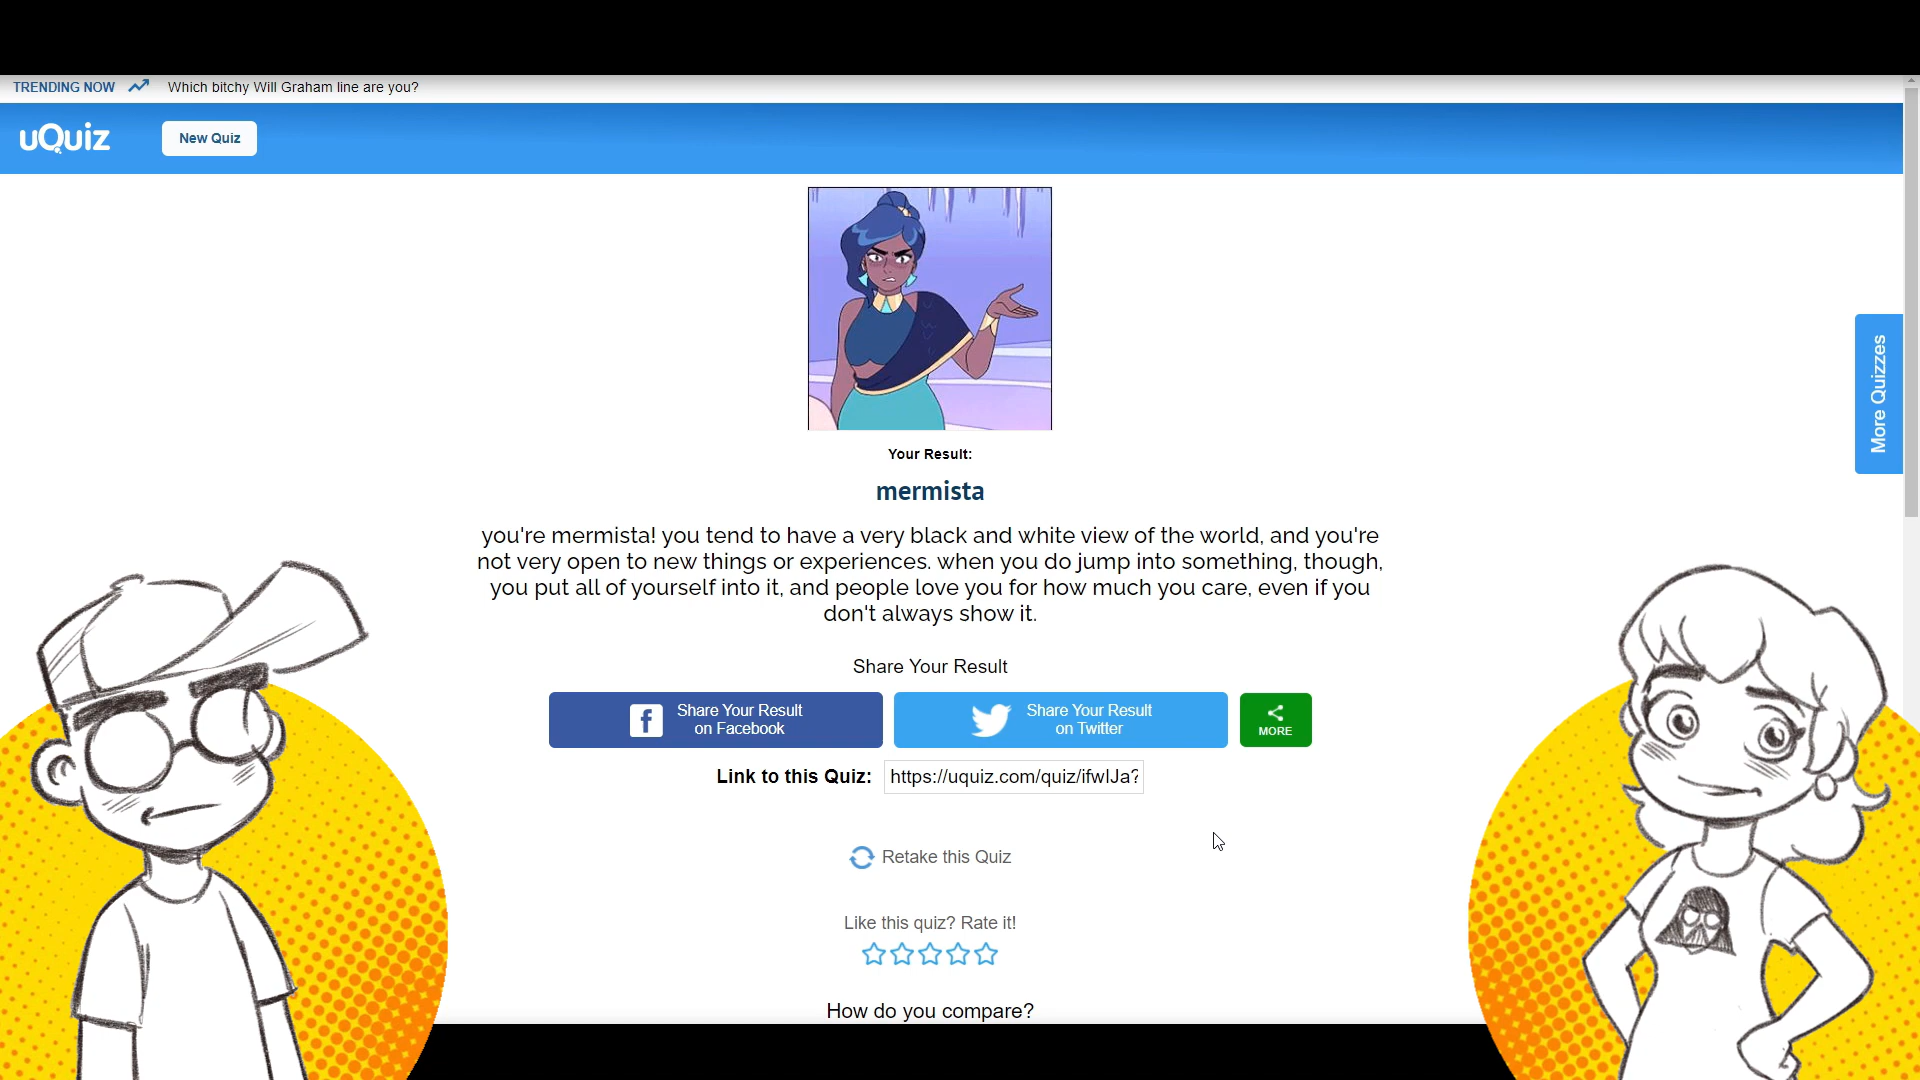 TRENDING NOW Which bitchy Will Graham line are you?
uQuiz New Quiz
More Quizzes
Your Result:
mermista
you're mermista! you tend to have a very black and white view of the world, and you're
not very open to new things or experiences. when you do jump into something, though,
you put all of yourself into it, and people love you for how much you care, even if you
don't always show it.
Share Your Result
f Share Your Result
on Facebook
Share Your Result
on Twitter
MORE
Link to this Quiz: https://uquiz.com/quiz/ifwIJa?
Retake this Quiz
Like this quiz? Rate it!
How do you compare?